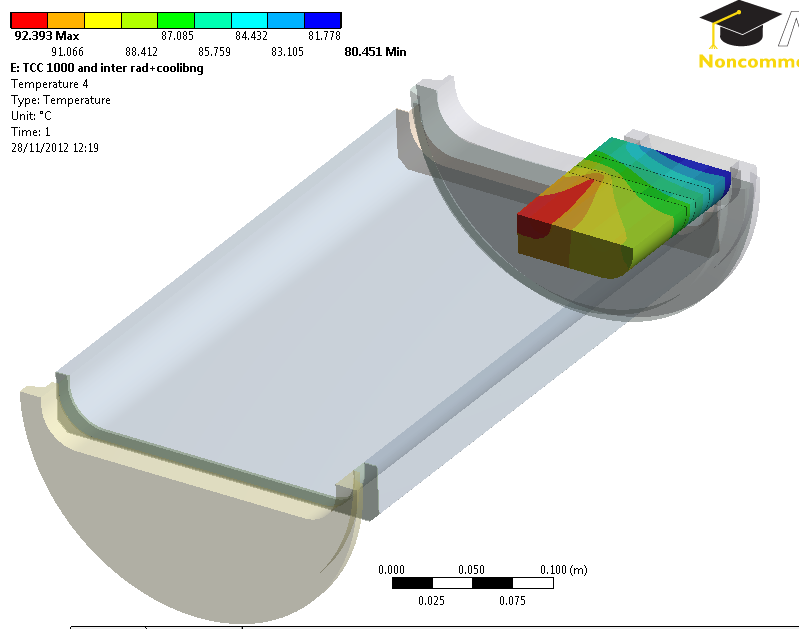 92.393 Max
87.085
84.432
81.778
91.066
88.412
85.759
83.105
80.451 Min
E: TCC 1000 and inter rad+coolibng
Temperature 4
Type: Temperature
Unit: °C
Time: 1
28/11/2012 12:19
Noncomme
0.000
0.050
0.100 (m)
0.025
0.075